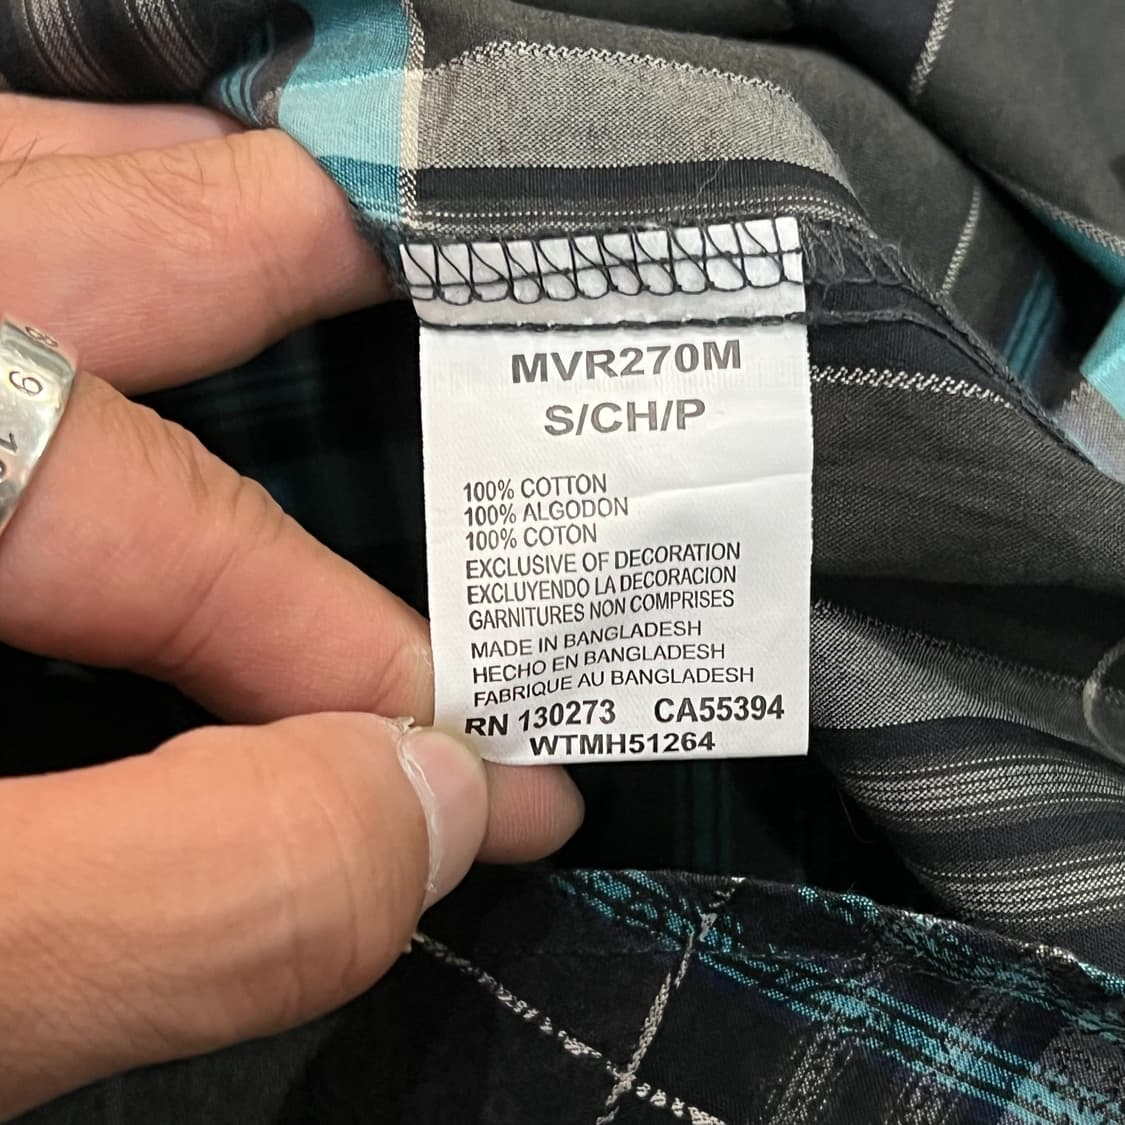 MVR270M
S/CH/P
100% COTTON
100% ALGODON
100% COTON
EXCLUSIVE OF DECORATION
EXCLUYENDO LA DECORACION
GARNITURES NON COMPRISES
MADE IN BANGLADESH
HECHO EN BANGLADESH
FABRIQUE AU BANGLADESH
RN 130273 CA55394
WTMH51264
9